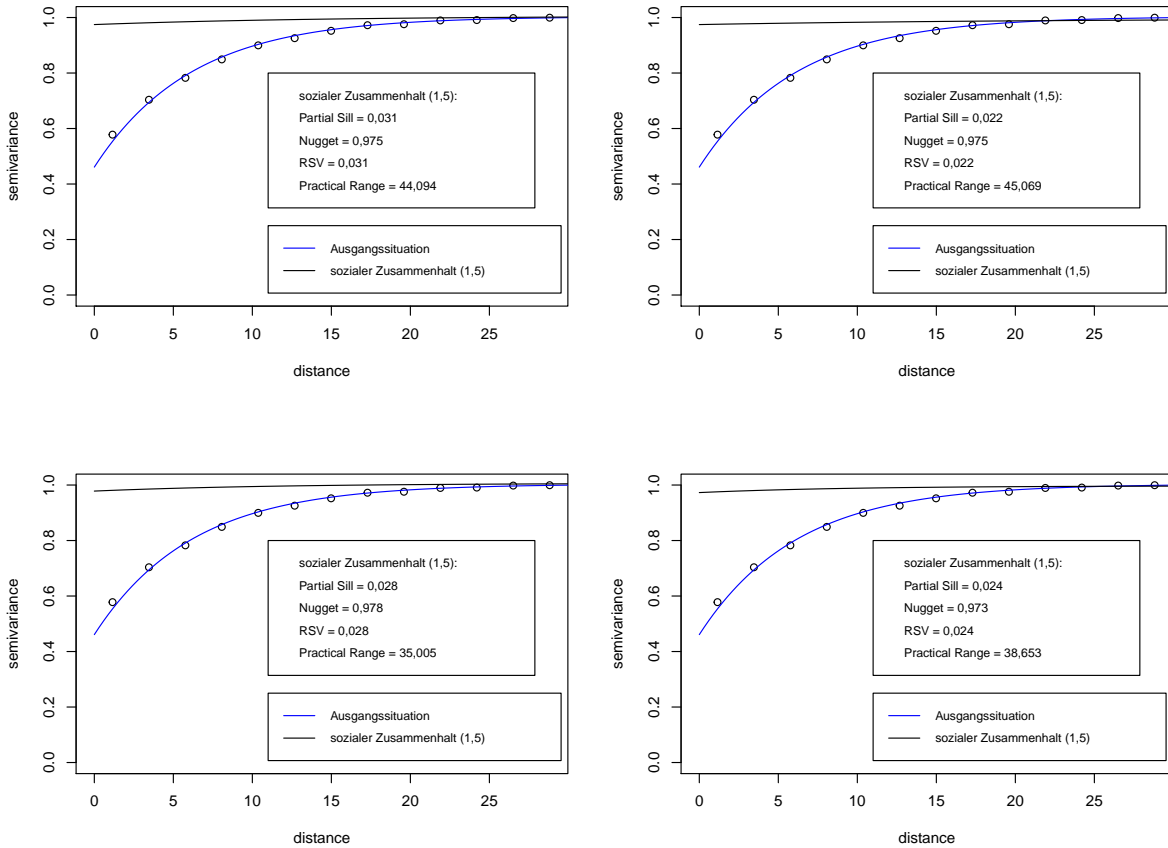 semivariance
1.0
0.8
0.6
0.4
0.2
0.0
sozialer Zusammenhalt (1,5):
Partial Sill = 0,031
Nugget = 0,975
RSV = 0,031
Practical Range = 44,094
Ausgangssituation
sozialer Zusammenhalt (1,5)
0 5 10 15 20 25
distance
semivariance
1.0
0.8
0.6
0.4
0.2
0.0
sozialer Zusammenhalt (1,5):
Partial Sill = 0,022
Nugget = 0,975
RSV = 0,022
Practical Range = 45,069
Ausgangssituation
sozialer Zusammenhalt (1,5)
0 5 10 15 20 25
distance
semivariance
1.0
0.8
0.6
0.4
0.2
0.0
sozialer Zusammenhalt (1,5):
Partial Sill = 0,028
Nugget = 0,978
RSV = 0,028
Practical Range = 35,005
Ausgangssituation
sozialer Zusammenhalt (1,5)
0 5 10 15 20 25
distance
semivariance
1.0
0.8
0.6
0.4
0.2
0.0
sozialer Zusammenhalt (1,5):
Partial Sill = 0,024
Nugget = 0,973
RSV = 0,024
Practical Range = 38,653
Ausgangssituation
sozialer Zusammenhalt (1,5)
0 5 10 15 20 25
distance